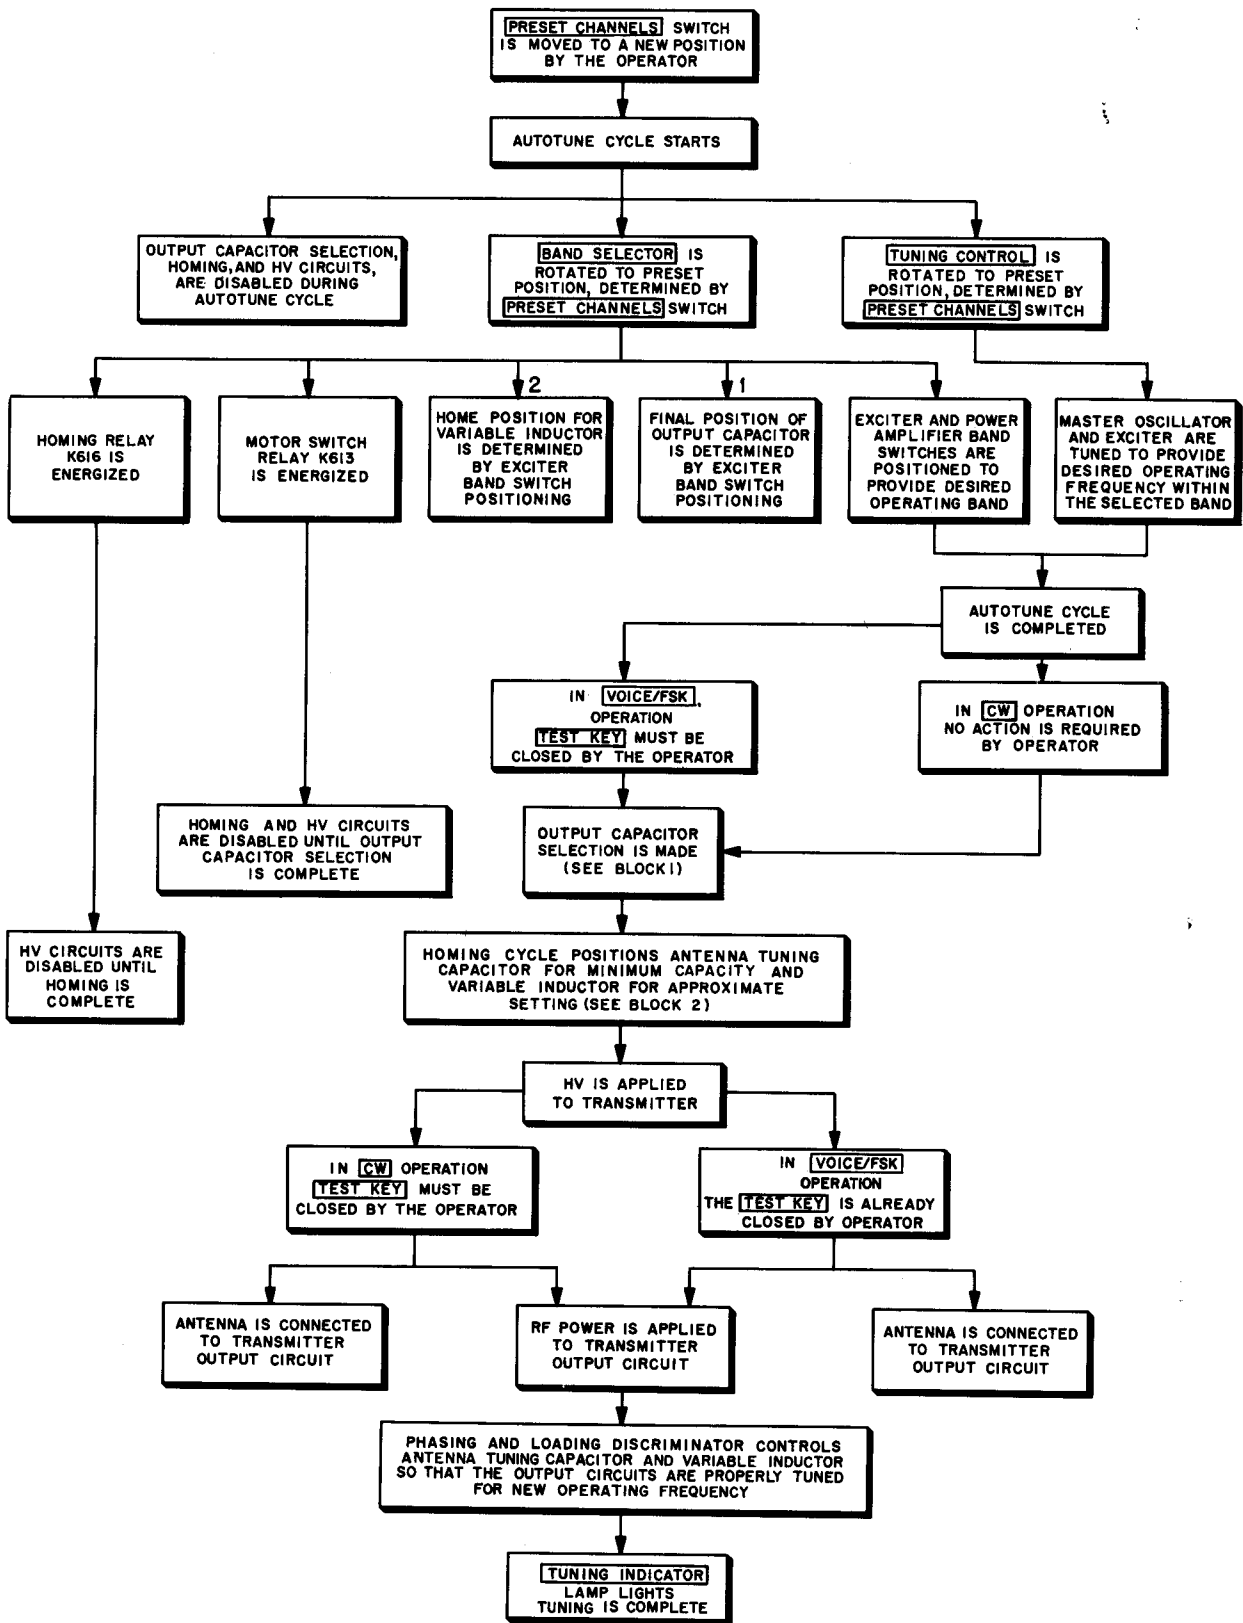 PRESET CHANNELS SWITCH
IS MOVED TO A NEW POSITION
BY THE OPERATOR
AUTOTUNE CYCLE STARTS
OUTPUT CAPACITOR SELECTION,
HOMING, AND HV CIRCUITS,
ARE DISABLED DURING
AUTOTUNE CYCLE
BAND SELECTOR IS
ROTATED TO PRESET
POSITION, DETERMINED BY
PRESET CHANNELS SWITCH
TUNING CONTROL IS
ROTATED TO PRESET
POSITION, DETERMINED BY
PRESET CHANNELS SWITCH
HOMING RELAY
K616 IS
ENERGIZED
MOTOR SWITCH
RELAY K613
IS ENERGIZED
2
HOME POSITION FOR
VARIABLE INDUCTOR
IS DETERMINED
BY EXCITER
BAND SWITCH
POSITIONING
1
FINAL POSITION OF
OUTPUT CAPACITOR
IS DETERMINED
BY EXCITER
BAND SWITCH
POSITIONING
EXCITER AND POWER
AMPLIFIER BAND
SWITCHES ARE
POSITIONED TO
PROVIDE DESIRED
OPERATING BAND
MASTER OSCILLATOR
AND EXCITER ARE
TUNED TO PROVIDE
DESIRED OPERATING
FREQUENCY WITHIN
THE SELECTED BAND
AUTOTUNE CYCLE
IS COMPLETED
IN VOICE/FSK,
OPERATION
TEST KEY MUST BE
CLOSED BY THE OPERATOR
IN CW OPERATION
NO ACTION IS REQUIRED
BY OPERATOR
HOMING AND HV CIRCUITS
ARE DISABLED UNTIL OUTPUT
CAPACITOR SELECTION
IS COMPLETE
OUTPUT CAPACITOR
SELECTION IS MADE
(SEE BLOCK 1)
HV CIRCUITS ARE
DISABLED UNTIL
HOMING IS
COMPLETE
HOMING CYCLE POSITIONS ANTENNA TUNING
CAPACITOR FOR MINIMUM CAPACITY AND
VARIABLE INDUCTOR FOR APPROXIMATE
SETTING (SEE BLOCK 2)
HV IS APPLIED
TO TRANSMITTER
IN CW OPERATION
TEST KEY MUST BE
CLOSED BY THE OPERATOR
IN VOICE/FSK
OPERATION
THE TEST KEY IS ALREADY
CLOSED BY OPERATOR
ANTENNA IS CONNECTED
TO TRANSMITTER
OUTPUT CIRCUIT
RF POWER IS APPLIED
TO TRANSMITTER
OUTPUT CIRCUIT
ANTENNA IS CONNECTED
TO TRANSMITTER
OUTPUT CIRCUIT
PHASING AND LOADING DISCRIMINATOR CONTROLS
ANTENNA TUNING CAPACITOR AND VARIABLE INDUCTOR
SO THAT THE OUTPUT CIRCUITS ARE PROPERLY TUNED
FOR NEW OPERATING FREQUENCY
TUNING INDICATOR
LAMP LIGHTS
TUNING IS COMPLETE